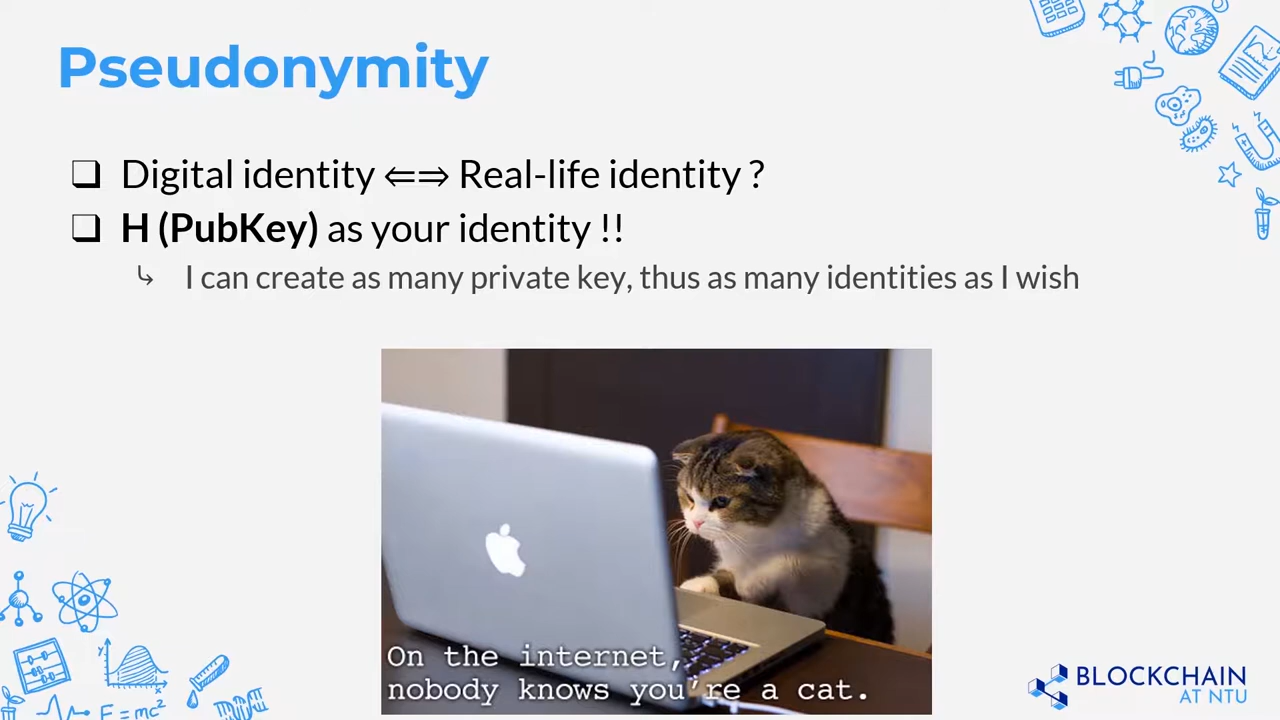 Pseudonymity
❑ Digital identity ⇐⇒ Real-life identity ?
❑ H (PubKey) as your identity !!
↳ I can create as many private key, thus as many identities as I wish
On the internet,
nobody knows you're a cat.
E = mc²
y
x
BLOCKCHAIN
AT NTU